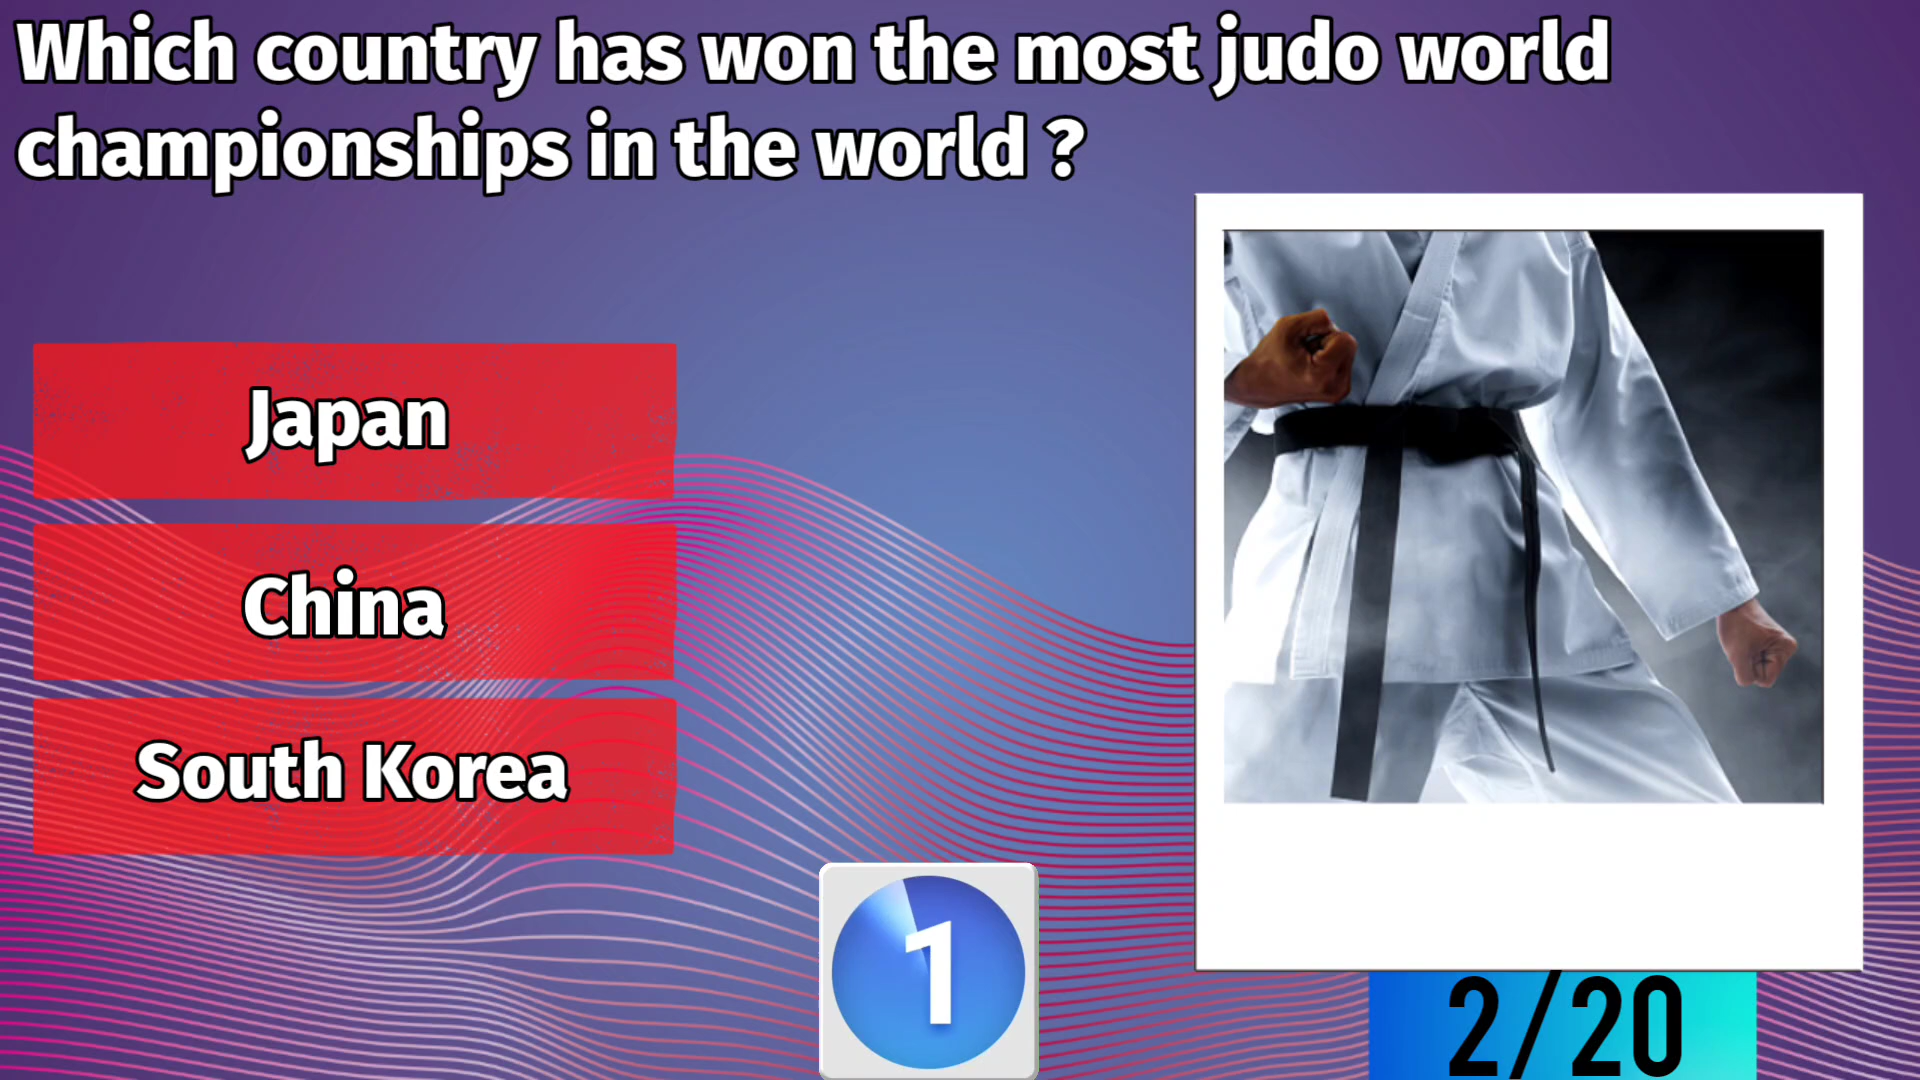 Which country has won the most judo world
championships in the world ?
Japan
China
South Korea
1
2/20